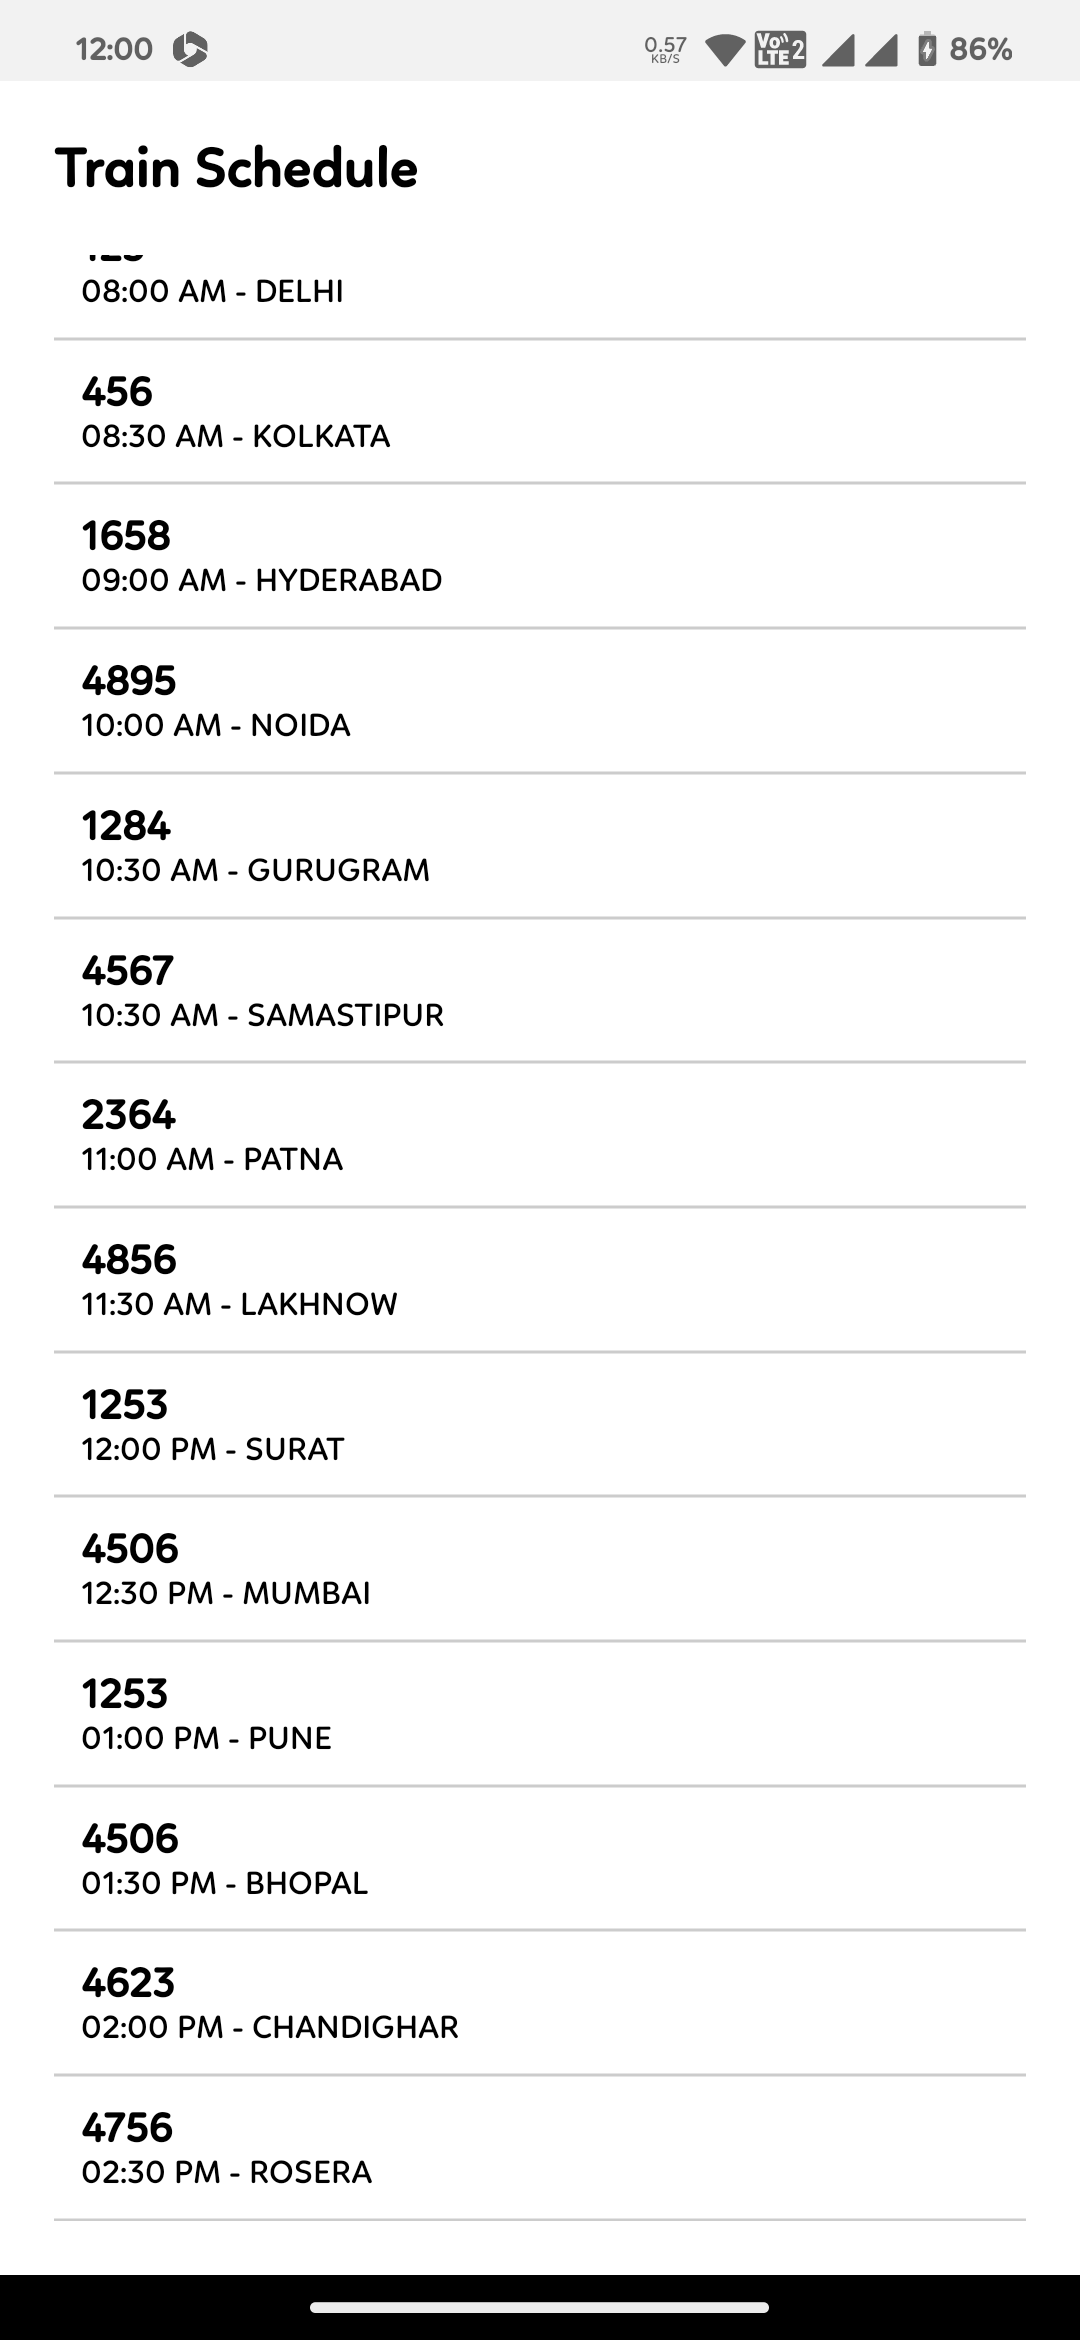 12:00
0.57
KB/S
Vo))
LTE 2
86%
Train Schedule
08:00 AM - DELHI
456
08:30 AM - KOLKATA
1658
09:00 AM - HYDERABAD
4895
10:00 AM - NOIDA
1284
10:30 AM - GURUGRAM
4567
10:30 AM - SAMASTIPUR
2364
11:00 AM - PATNA
4856
11:30 AM - LAKHNOW
1253
12:00 PM - SURAT
4506
12:30 PM - MUMBAI
1253
01:00 PM - PUNE
4506
01:30 PM - BHOPAL
4623
02:00 PM - CHANDIGHAR
4756
02:30 PM - ROSERA